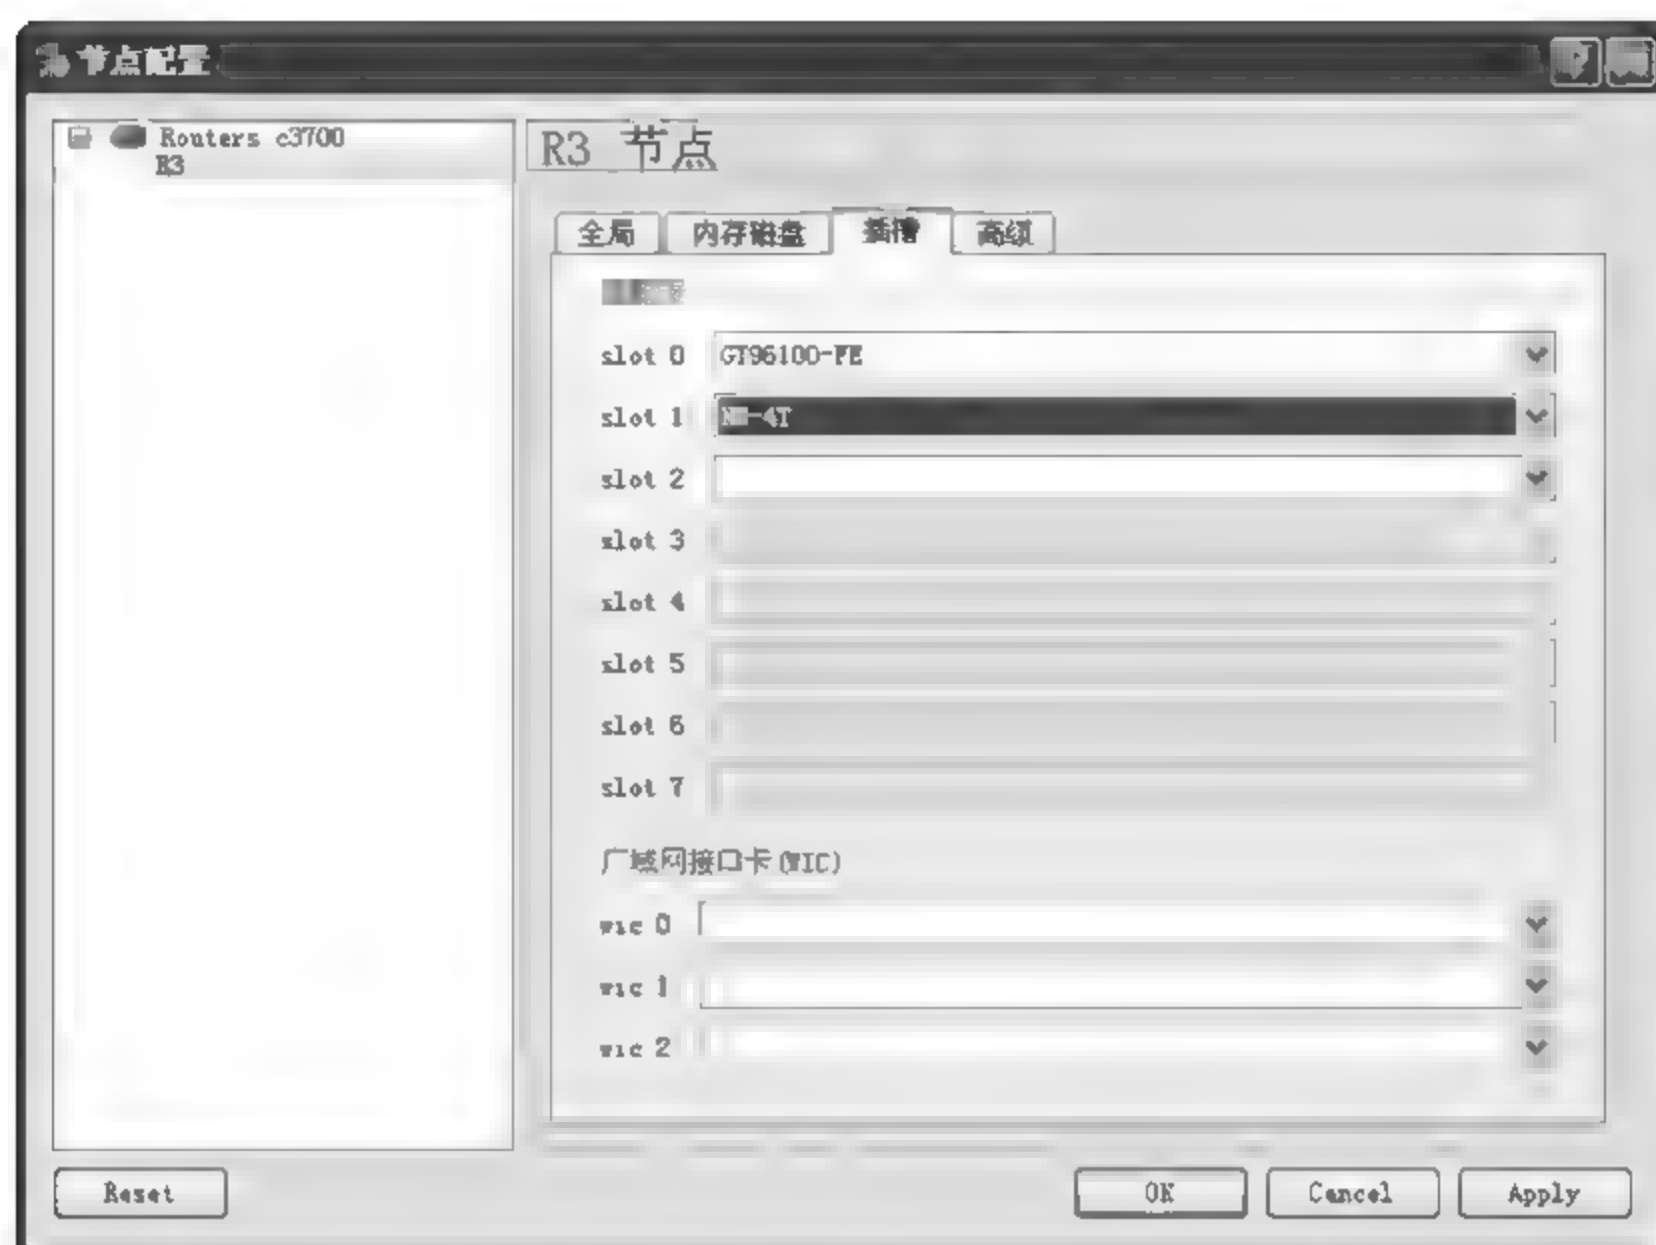 节点配置
Routers c3700
R3
R3 节点
全局 内存磁盘 插槽 高级
slot 0 GT96100-FE
slot 1 NM-4T
slot 2
slot 3
slot 4
slot 5
slot 6
slot 7
广域网接口卡(WIC)
wic 0
wic 1
wic 2
Reset OK Cancel Apply